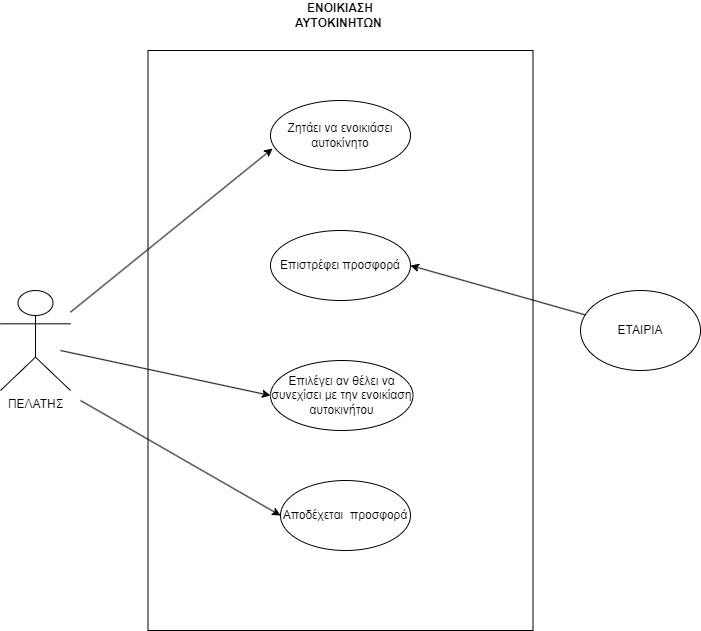 ΕΝΟΙΚΙΑΣΗ
ΑΥΤΟΚΙΝΗΤΩΝ
Ζητάει να ενοικιάσει
αυτοκίνητο
Επιστρέφει προσφορά
ΕΤΑΙΡΙΑ
Επιλέγει αν θέλει να
συνεχίσει με την ενοικίαση
αυτοκινήτου
ΠΕΛΑΤΗΣ
Αποδέχεται προσφορά